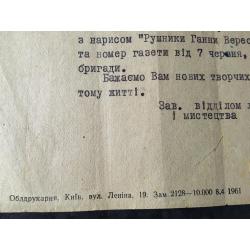 з нарисом "Румники Ганни Верес
та номер газети від 7 червня,
бригади.
Бажаємо Вам нових творчих
тому житті.
Зав. відділом л
і мистецтва
Облдрукарня, Київ, вул. Леніна, 19. Зам. 2128—10.000 8.4 1961